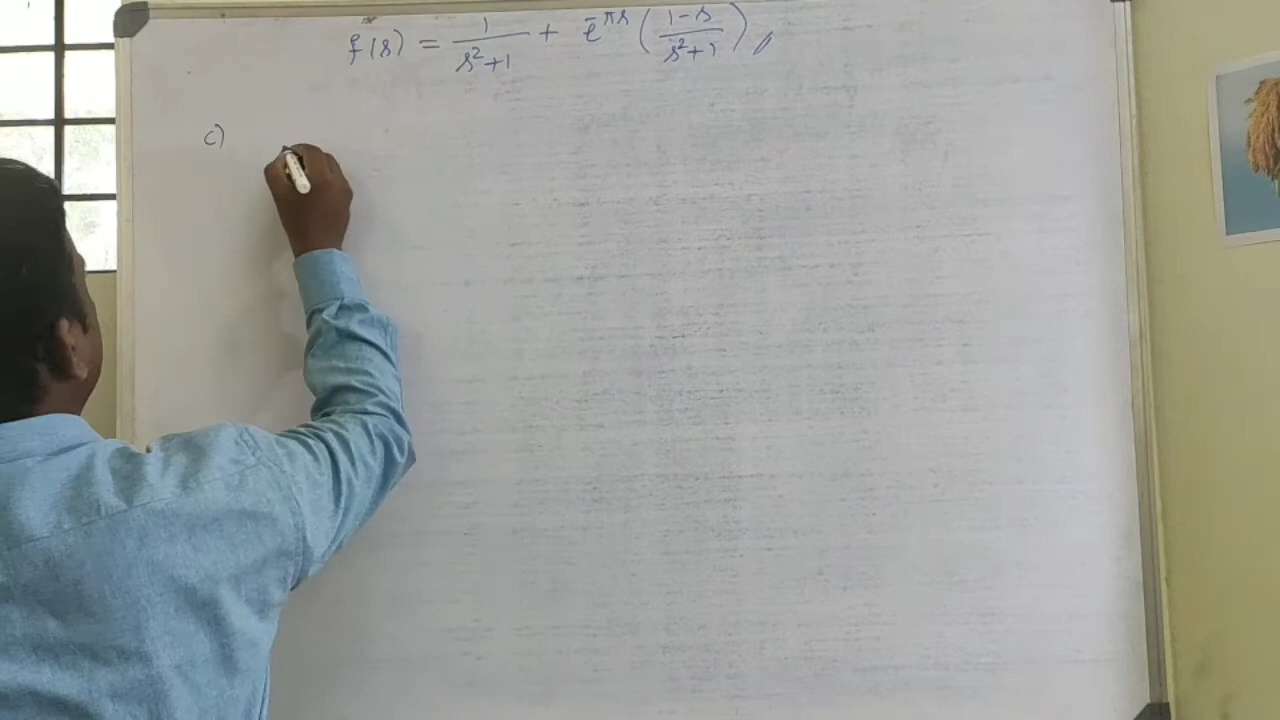 f(s) = 1/(s²+1) + e^(-πs) ((1-s)/(s²+1)) //
c)